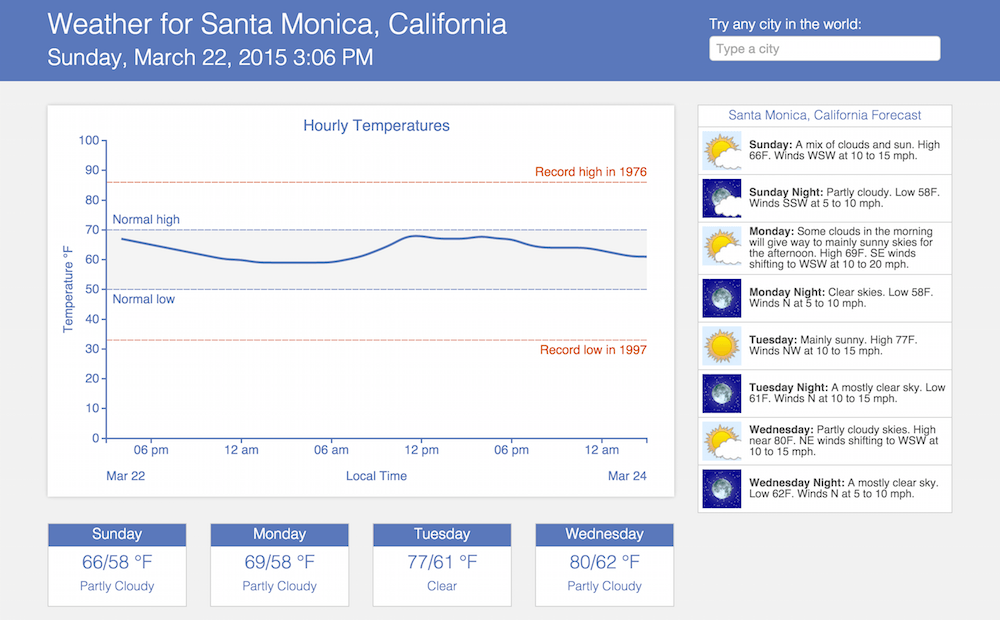 Weather for Santa Monica, California
Sunday, March 22, 2015 3:06 PM
Try any city in the world:
Type a city
Hourly Temperatures
Temperature °F
100
90
80
70
60
50
40
30
20
10
0
Record high in 1976
Normal high
Normal low
Record low in 1997
06 pm
12 am
06 am
12 pm
06 pm
12 am
Mar 22
Local Time
Mar 24
Santa Monica, California Forecast
Sunday: A mix of clouds and sun. High
66F. Winds WSW at 10 to 15 mph.
Sunday Night: Partly cloudy. Low 58F.
Winds SSW at 5 to 10 mph.
Monday: Some clouds in the morning
will give way to mainly sunny skies for
the afternoon. High 69F. SE winds
shifting to WSW at 10 to 20 mph.
Monday Night: Clear skies. Low 58F.
Winds N at 5 to 10 mph.
Tuesday: Mainly sunny. High 77F.
Winds NW at 10 to 15 mph.
Tuesday Night: A mostly clear sky. Low
61F. Winds N at 10 to 15 mph.
Wednesday: Partly cloudy skies. High
near 80F. NE winds shifting to WSW at
10 to 15 mph.
Wednesday Night: A mostly clear sky.
Low 62F. Winds N at 5 to 10 mph.
Sunday
66/58 °F
Partly Cloudy
Monday
69/58 °F
Partly Cloudy
Tuesday
77/61 °F
Clear
Wednesday
80/62 °F
Partly Cloudy